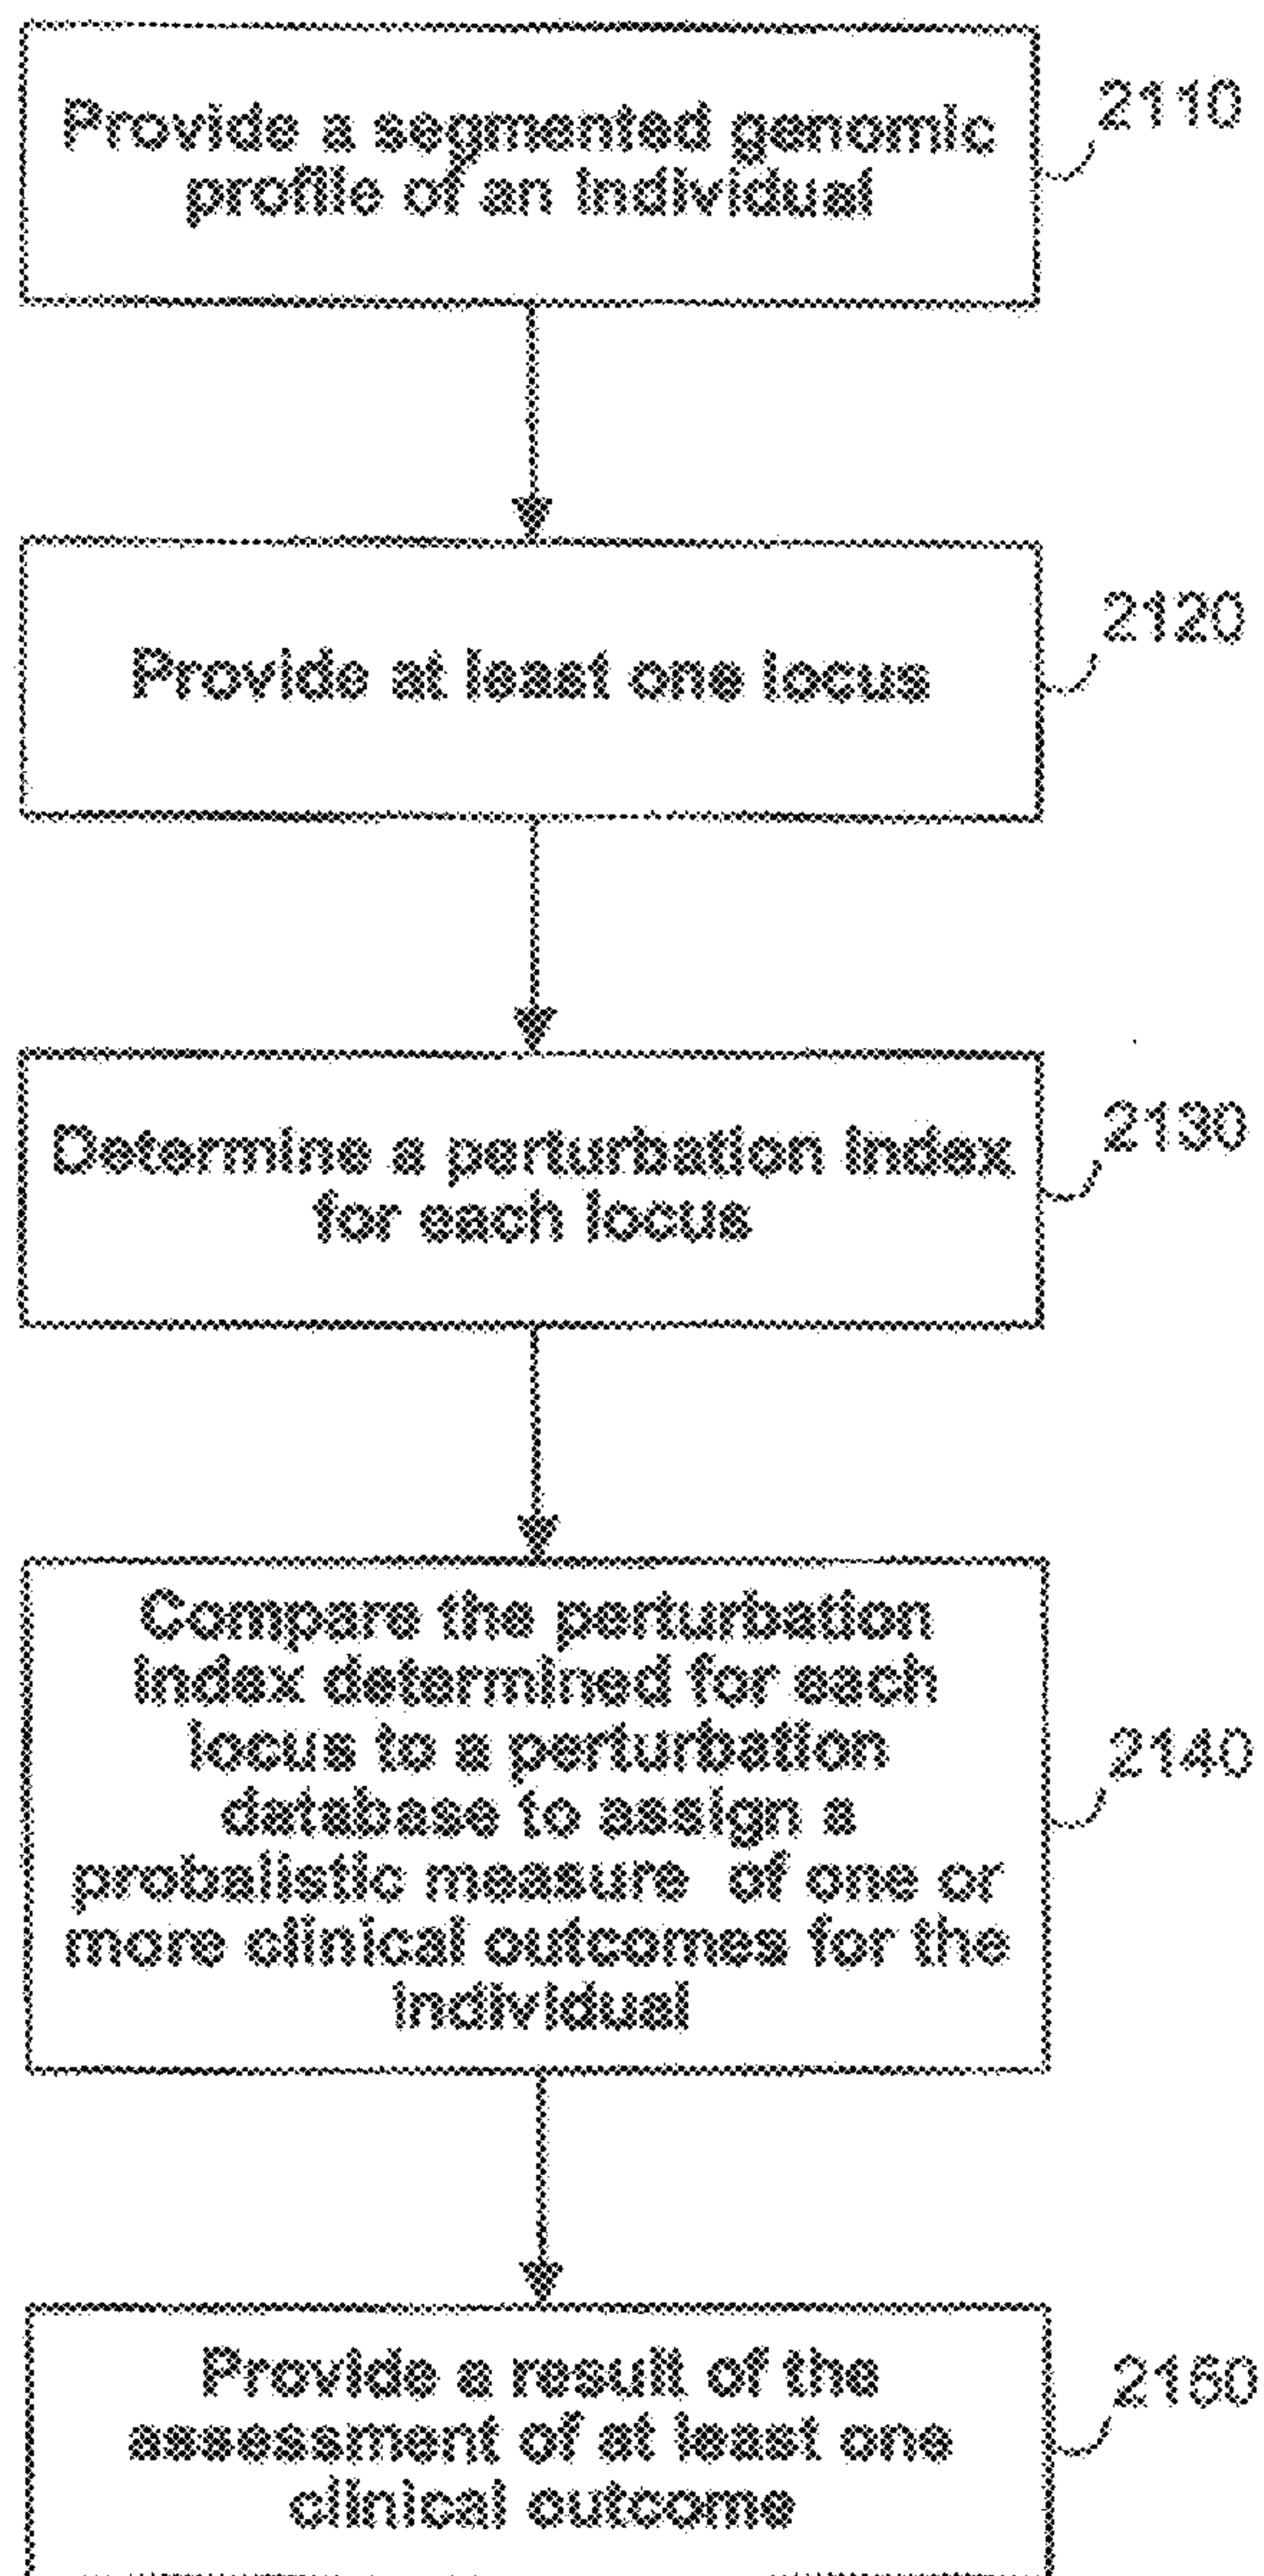 Provide a segmented genomic
profile of an individual
2110
Provide at least one locus
2120
Determine a perturbation index
for each locus
2130
Compare the perturbation
index determined for each
locus to a perturbation
database to assign a
probalistic measure of one or
more clinical outcomes for the
individual
2140
Provide a result of the
assessment of at least one
clinical outcome
2150